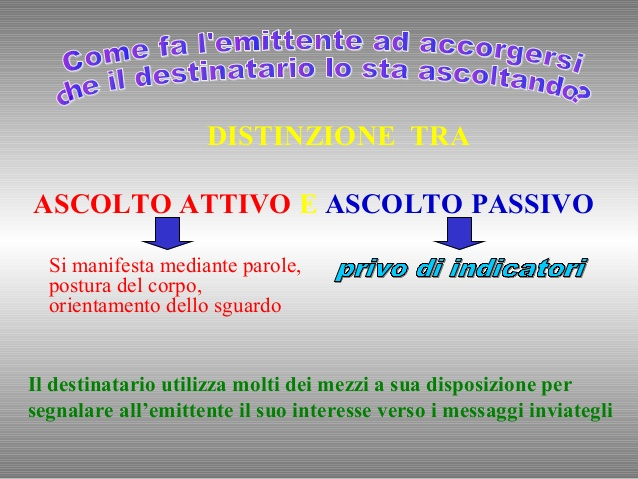 Come fa l'emittente ad accorgersi
che il destinatario lo sta ascoltando?
DISTINZIONE TRA
ASCOLTO ATTIVO E ASCOLTO PASSIVO
Si manifesta mediante parole,
postura del corpo,
orientamento dello sguardo
privo di indicatori
Il destinatario utilizza molti dei mezzi a sua disposizione per
segnalare all’emittente il suo interesse verso i messaggi inviategli